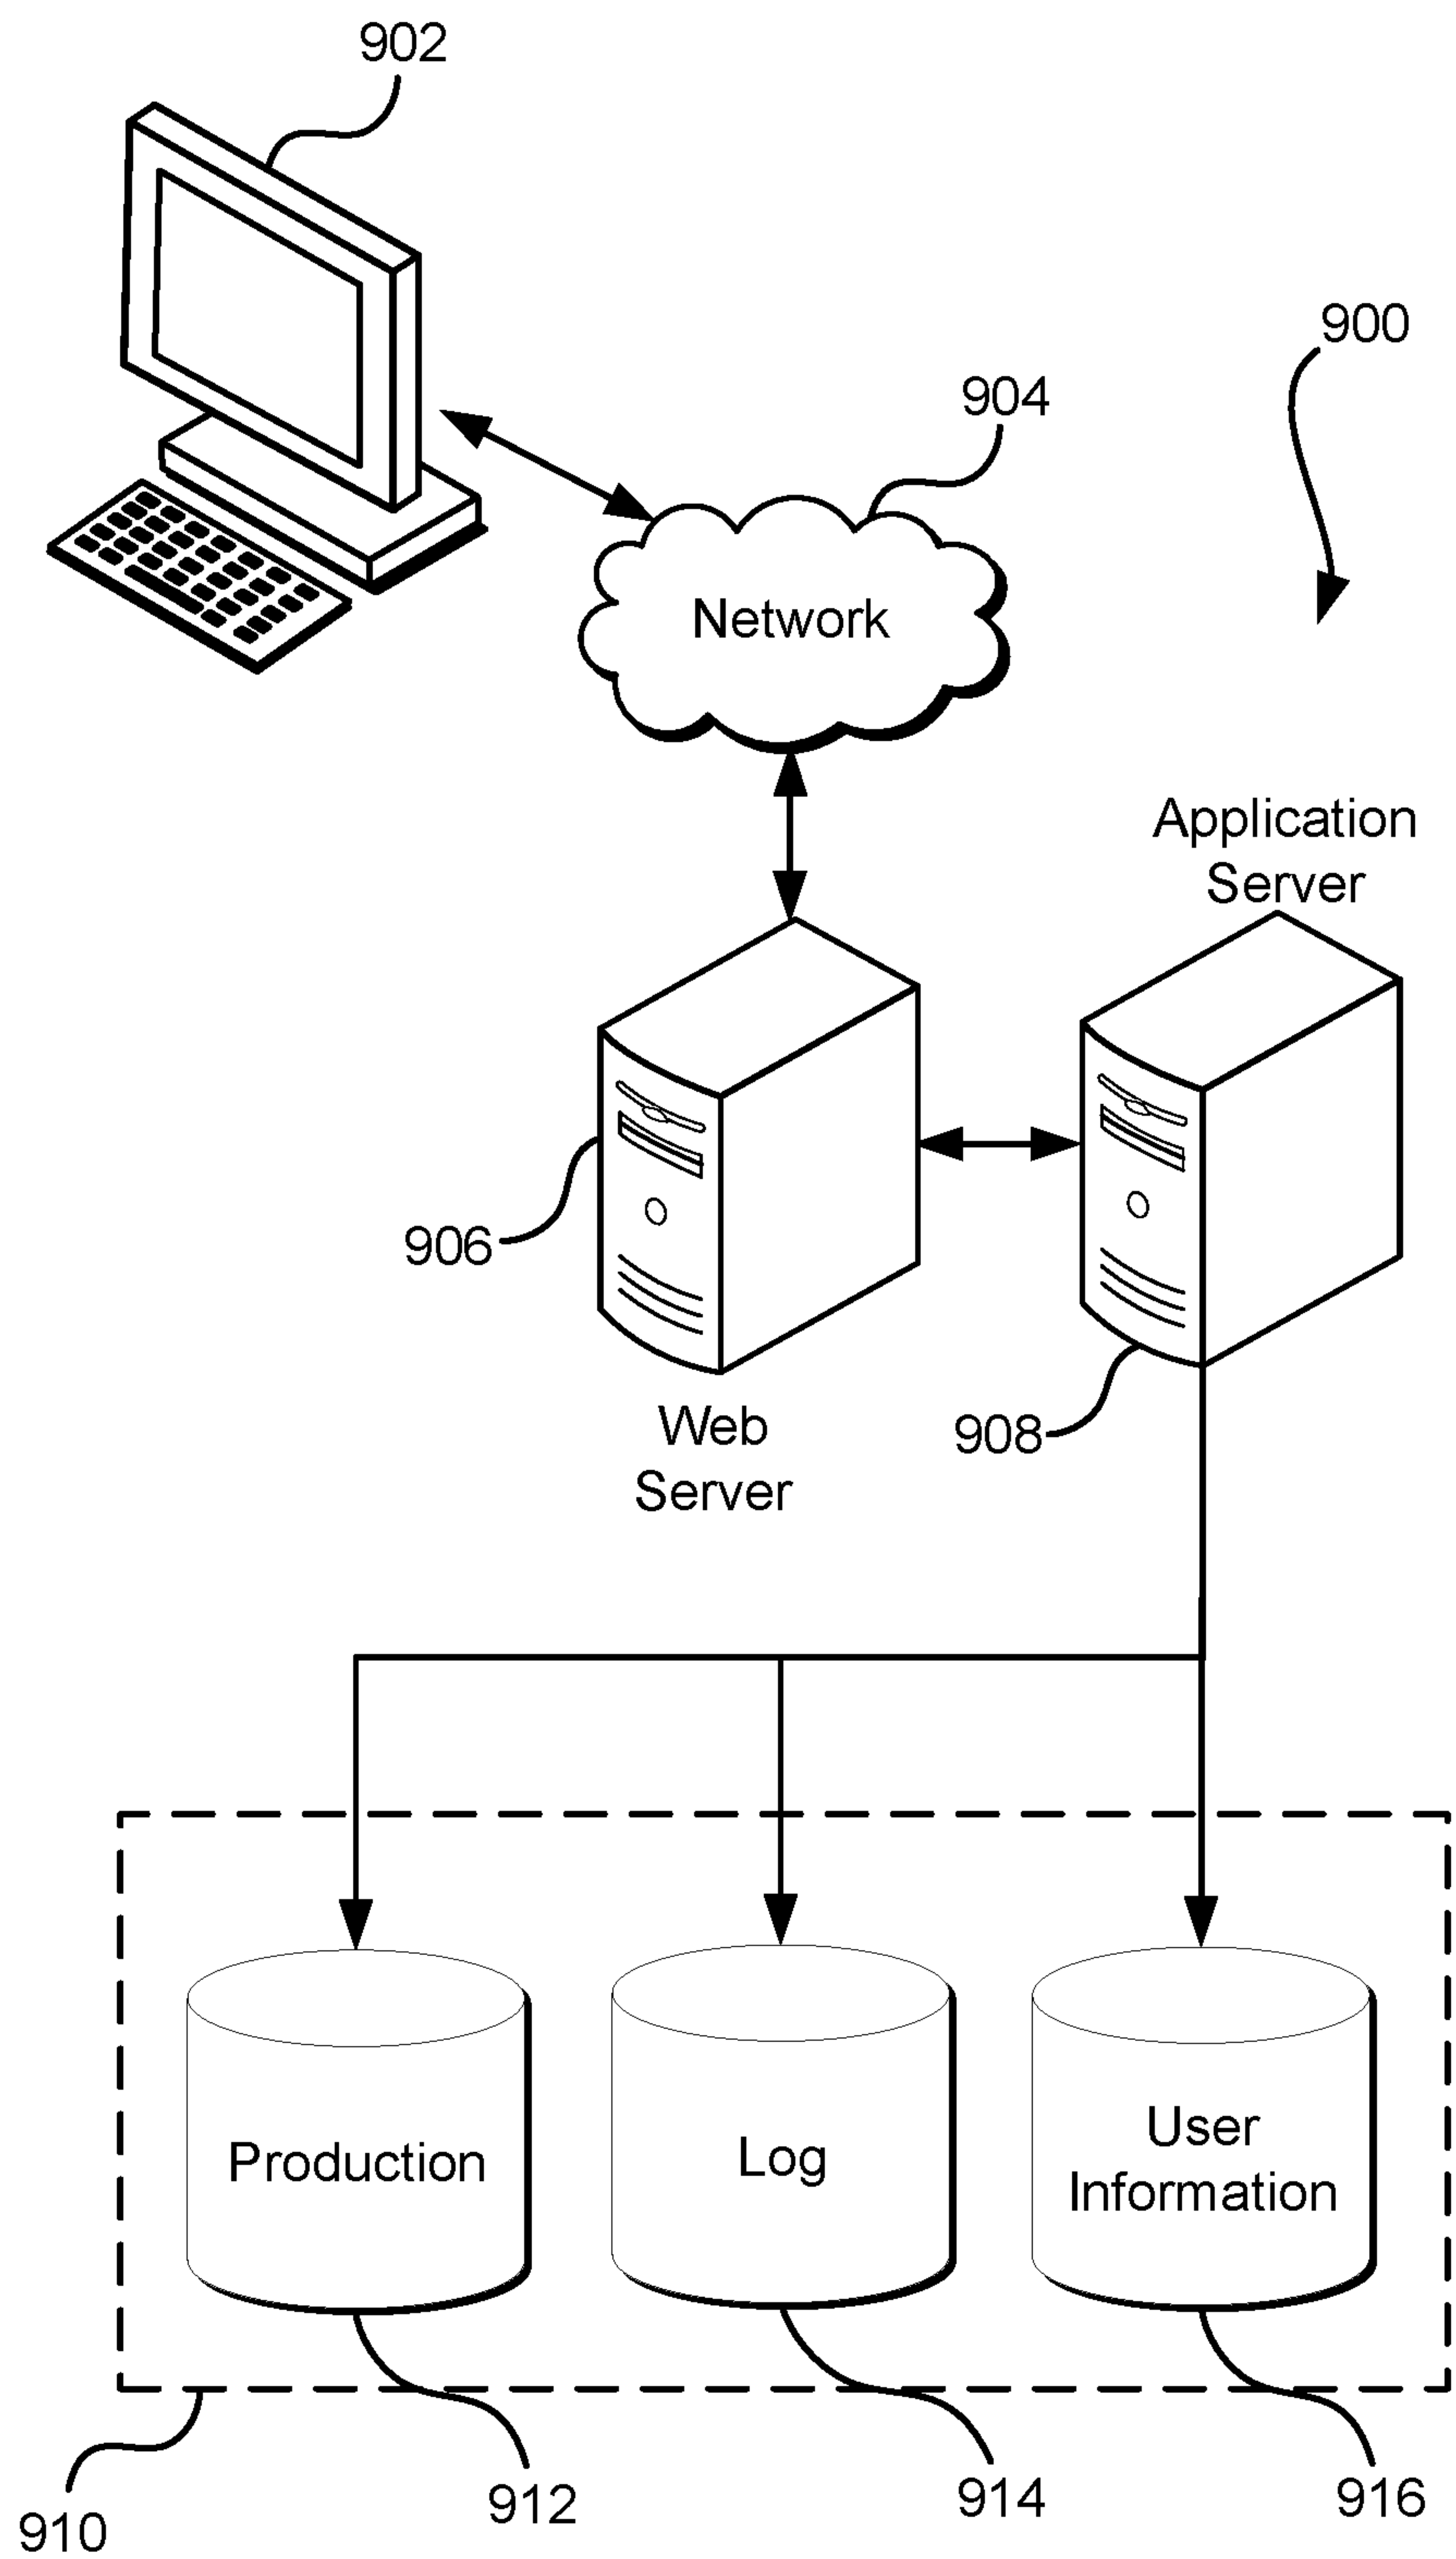 902
900
904
Network
Application
Server
906
908
Web
Server
Production
Log
User
Information
910
912
914
916